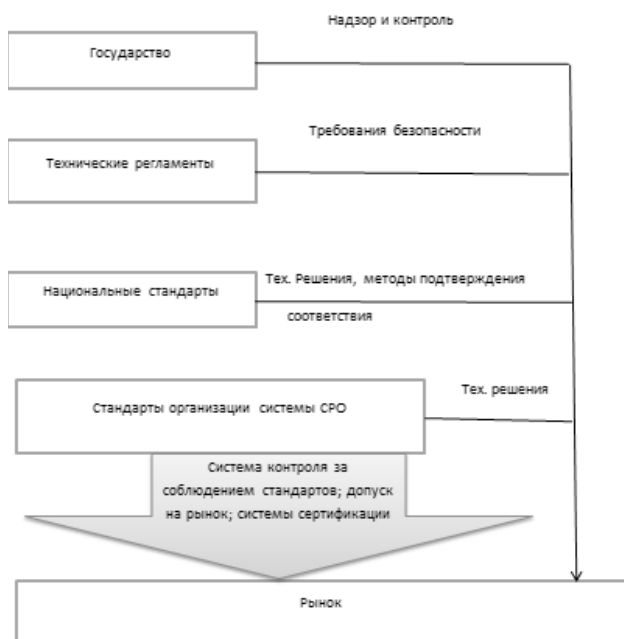 Надзор и контроль
Государство
Требования безопасности
Технические регламенты
Тех. Решения, методы подтверждения
Национальные стандарты
соответствия
Тех. решения
Стандарты организации системы СРО
Система контроля за
соблюдением стандартов; допуск
на рынок; системы сертификации
Рынок